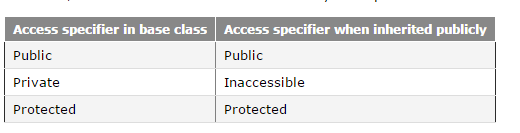 Access specifier in base class Access specifier when inherited publicly
Public Public
Private Inaccessible
Protected Protected